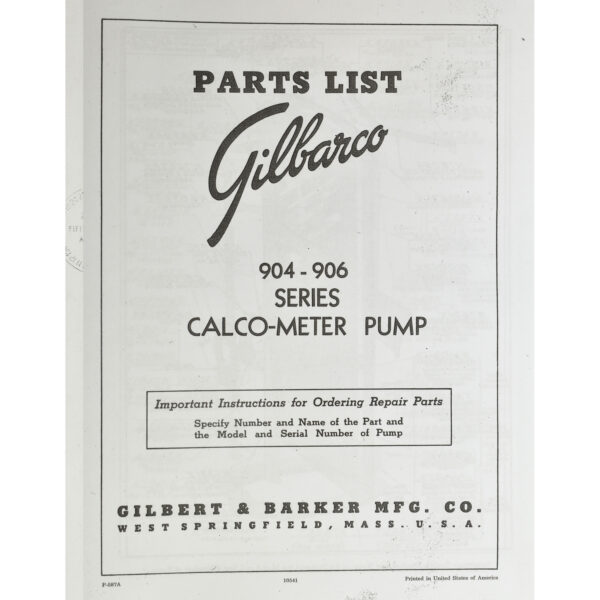 PARTS LIST
Gilbarco
904 - 906
SERIES
CALCO-METER PUMP
Important Instructions for Ordering Repair Parts
Specify Number and Name of the Part and
the Model and Serial Number of Pump
GILBERT & BARKER MFG. CO.
WEST SPRINGFIELD, MASS. U. S. A.
P-587A 10541 Printed in United States of America